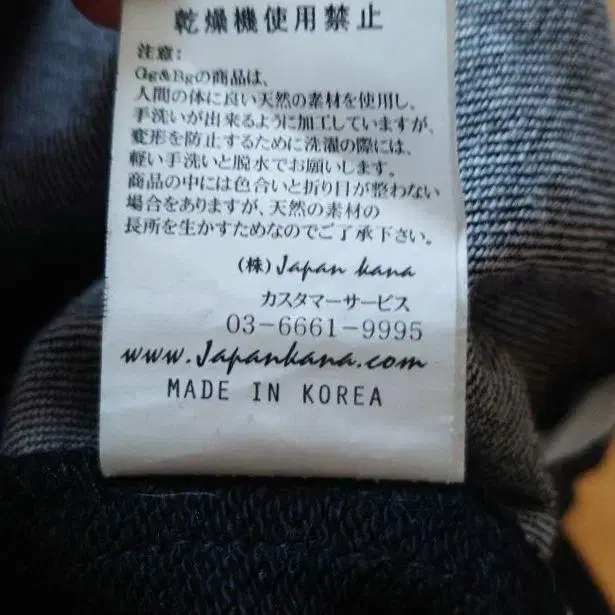 乾燥機使用禁止
注意:
Gg&Bgの商品は、
人間の体に良い天然の素材を使用し、
手洗いが出来るように加工していますが、
変形を防止するために洗濯の際には、
軽い手洗いと脱水でお願いします。
商品の中には色合いと折り目が整わない
場合をありますが、天然の素材の
長所を生かすためなのでご了承下さい。
(株) Japan kana
カスタマーサービス
03-6661-9995
www.Japankana.com
MADE IN KOREA